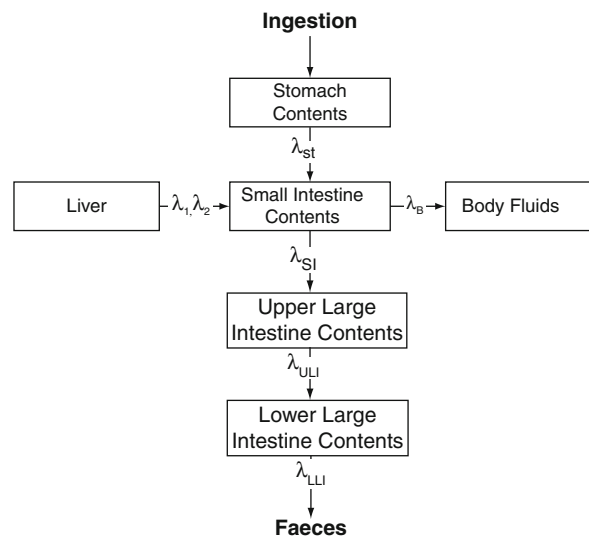 Ingestion
Stomach
Contents
λst
Liver
λ1,λ2
Small Intestine
Contents
λB
Body Fluids
λSI
Upper Large
Intestine Contents
λULI
Lower Large
Intestine Contents
λLLI
Faeces